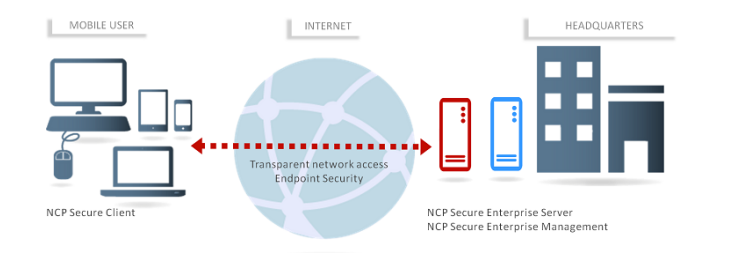 MOBILE USER
INTERNET
HEADQUARTERS
Transparent network access
Endpoint Security
NCP Secure Client
NCP Secure Enterprise Server
NCP Secure Enterprise Management